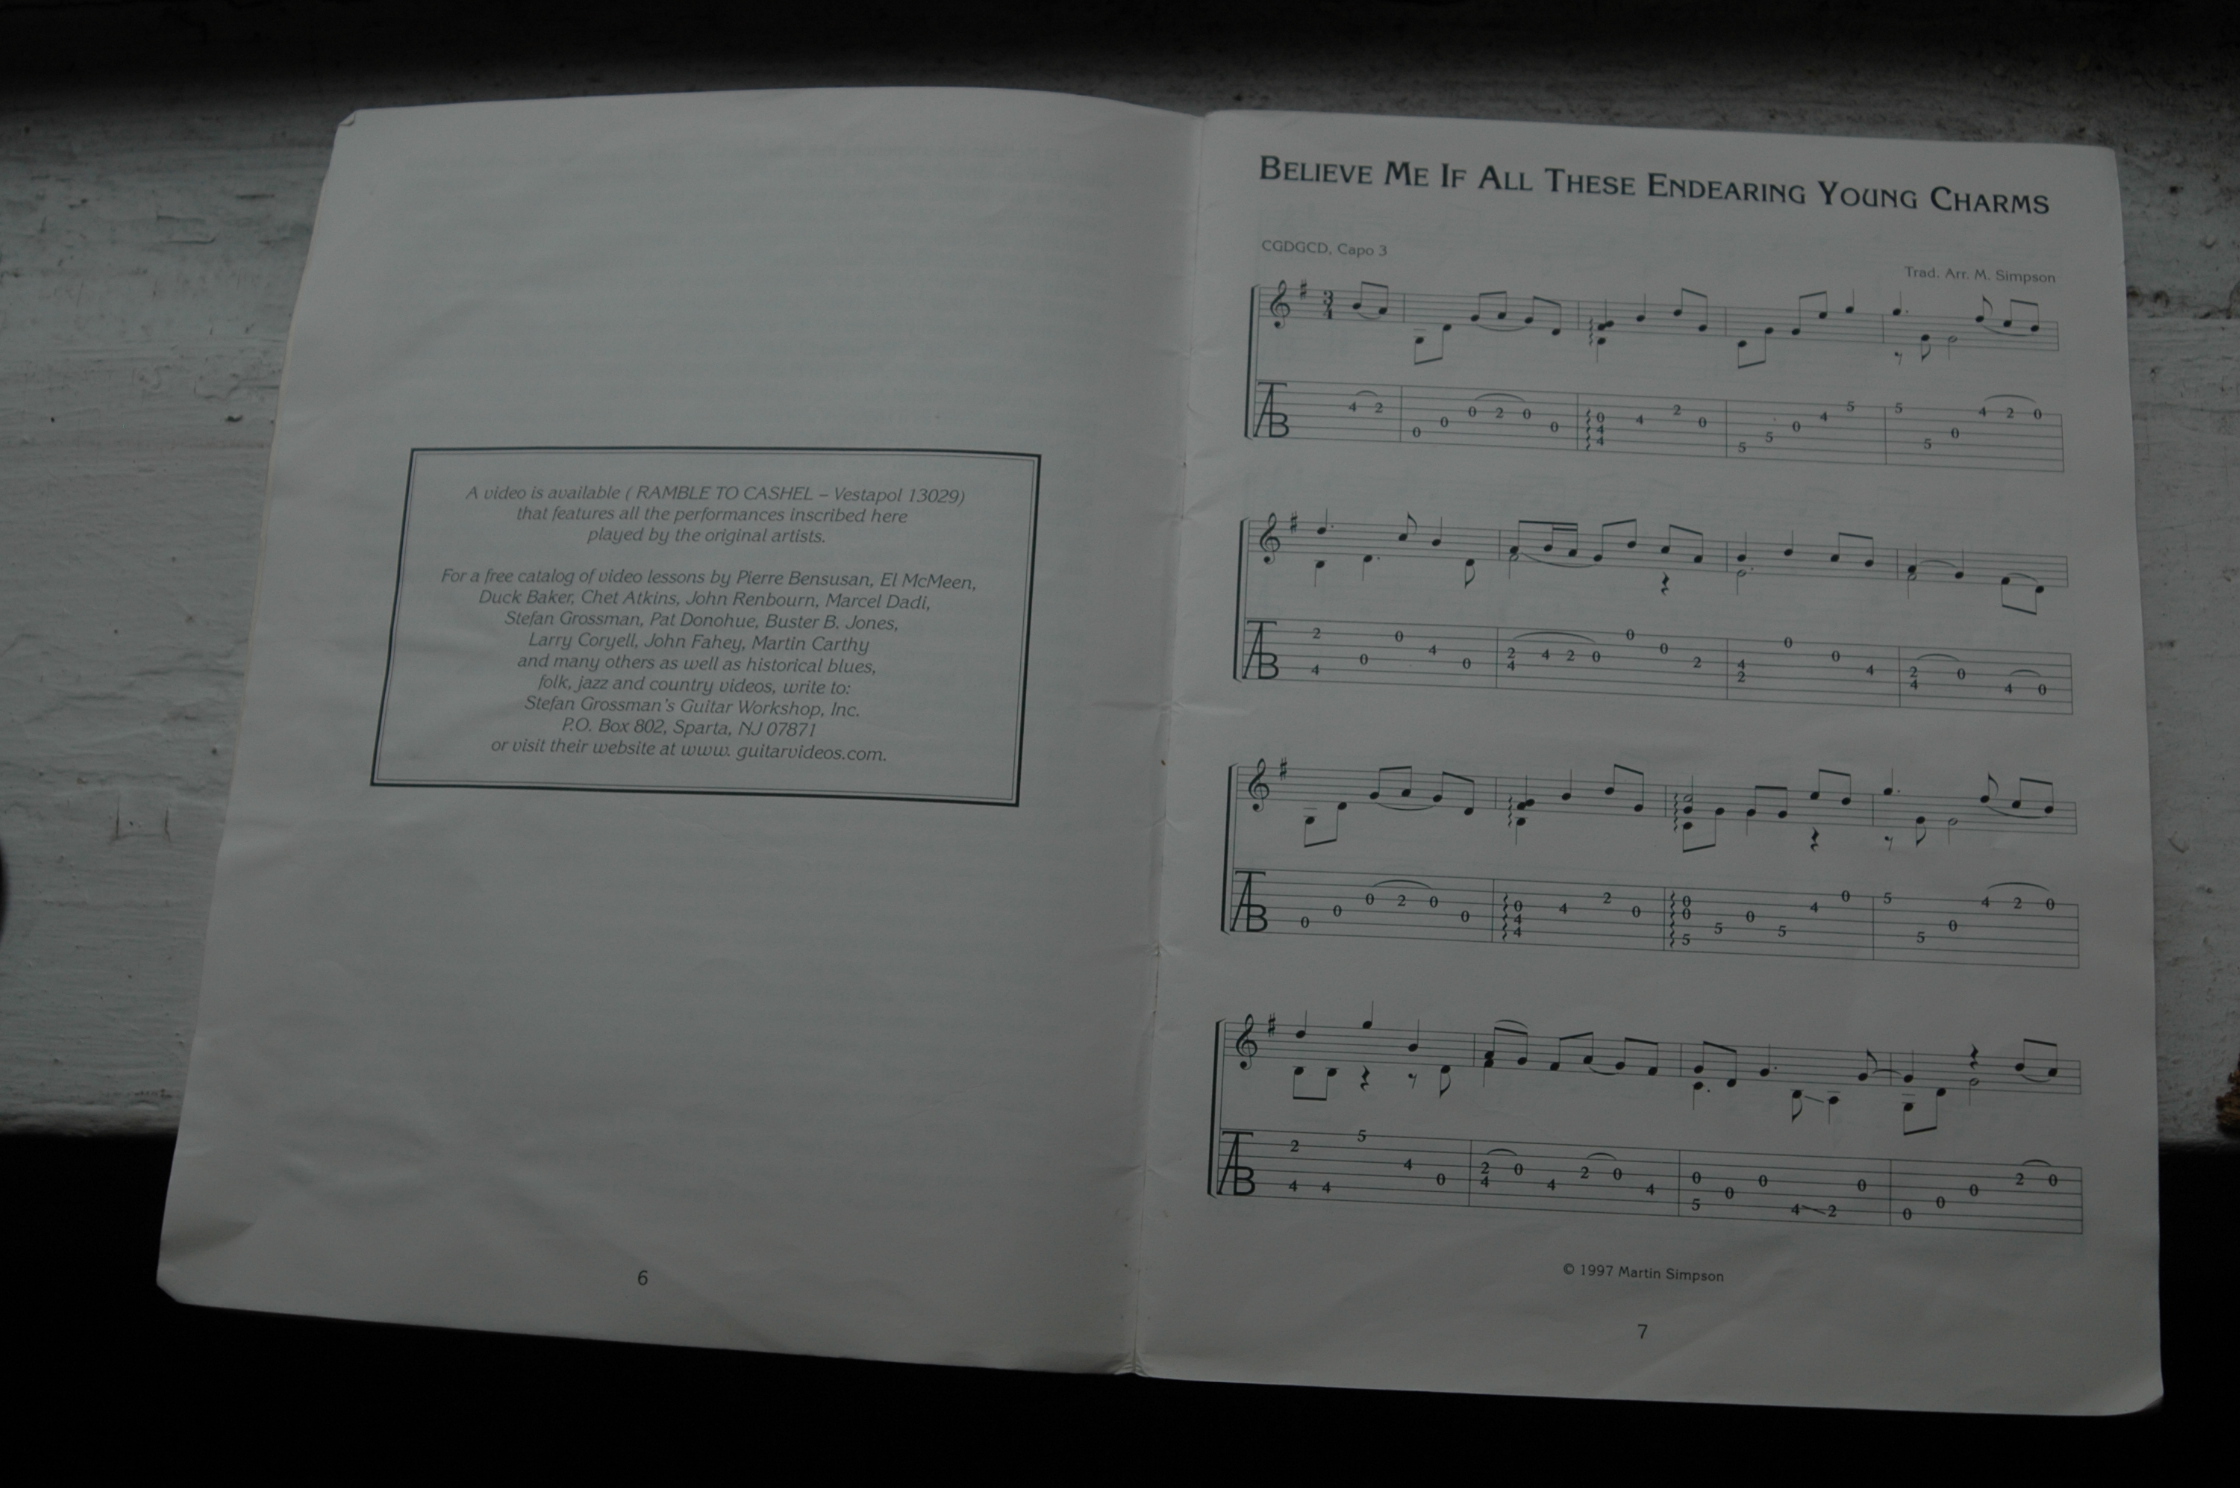 A video is available ( RAMBLE TO CASHEL – Vestapol 13029)
that features all the performances inscribed here
played by the original artists.
For a free catalog of video lessons by Pierre Bensusan, El McMeen,
Duck Baker, Chet Atkins, John Renbourn, Marcel Dadi,
Stefan Grossman, Pat Donohue, Buster B. Jones,
Larry Coryell, John Fahey, Martin Carthy
and many others as well as historical blues,
folk, jazz and country videos, write to:
Stefan Grossman's Guitar Workshop, Inc.
P.O. Box 802, Sparta, NJ 07871
or visit their website at www. guitarvideos.com.
6
BELIEVE ME IF ALL THESE ENDEARING YOUNG CHARMS
CGDGCD, Capo 3
Trad. Arr. M. Simpson
© 1997 Martin Simpson
7